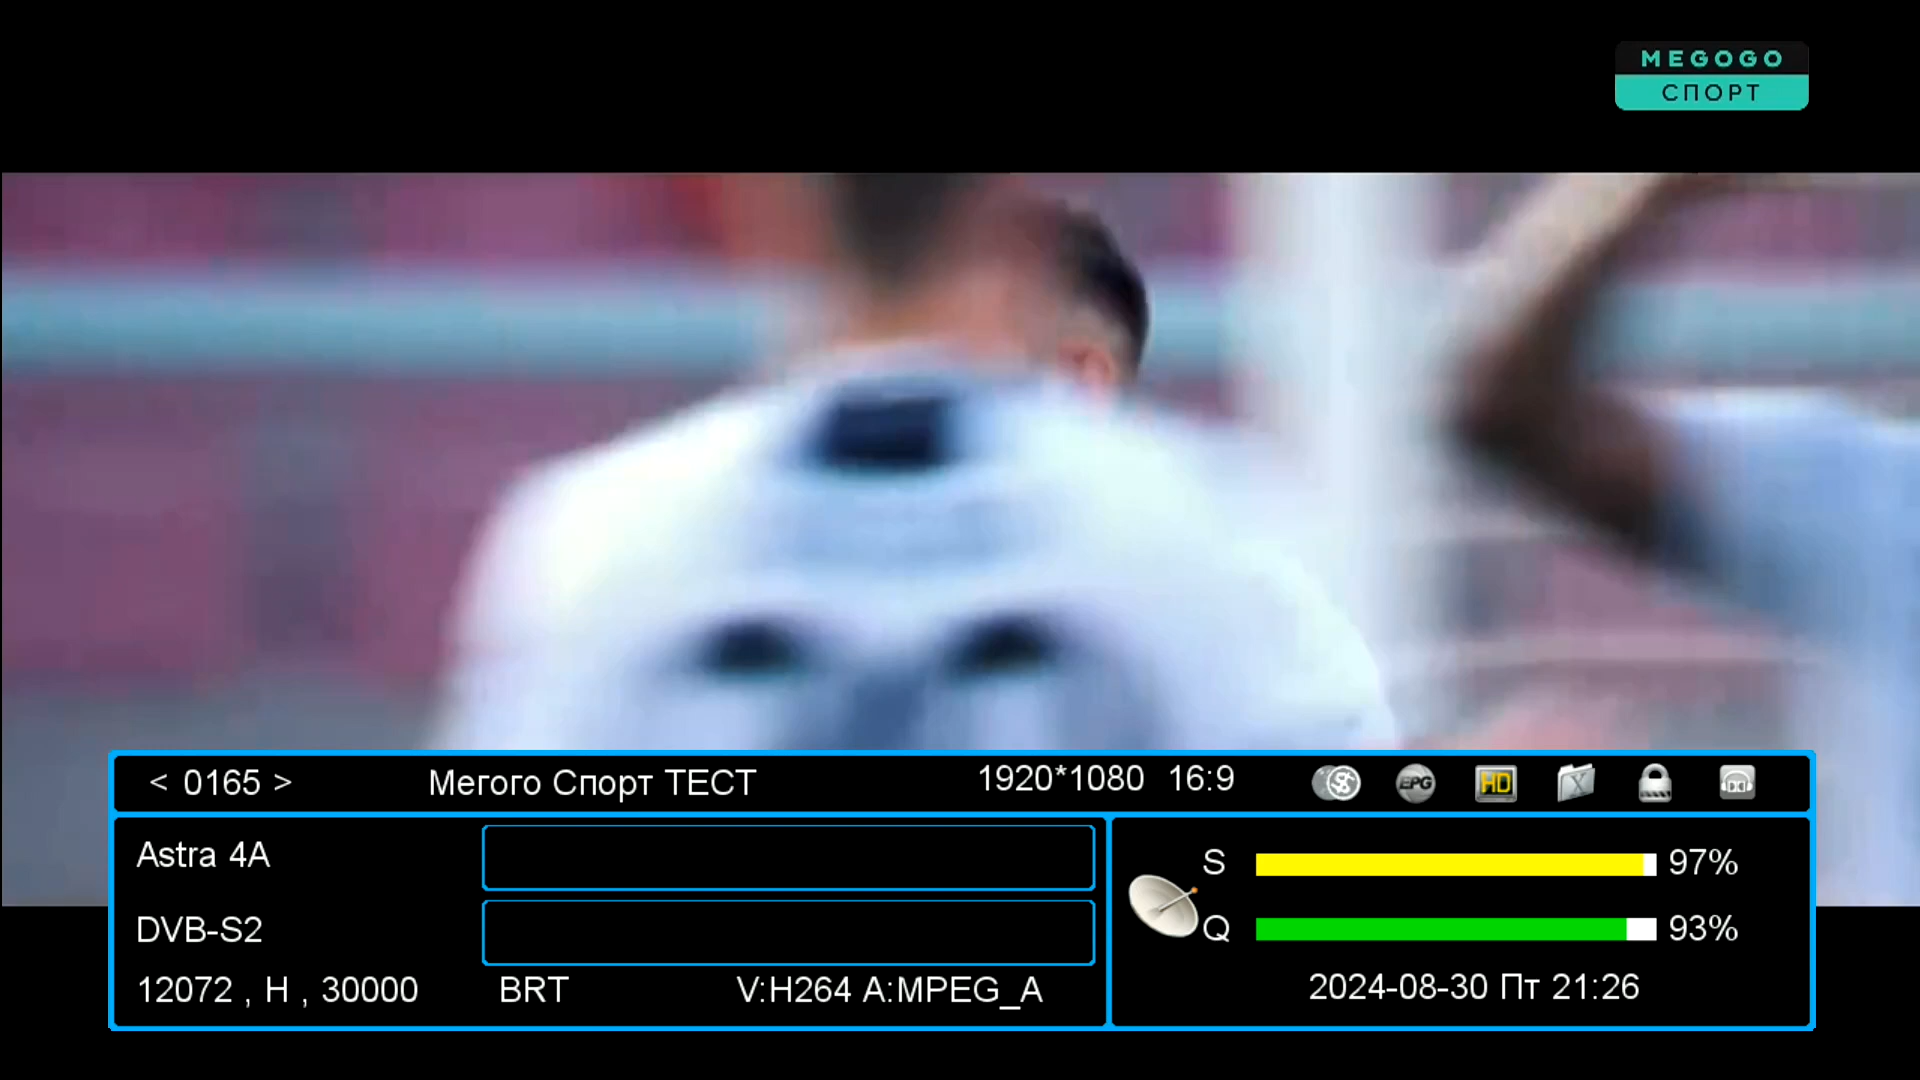 MEGOGO
СПОРТ
< 0165 > Мегого Спорт ТЕСТ 1920*1080 16:9 EPG HD X
Astra 4A
S 97%
DVB-S2
Q 93%
12072 , H , 30000 BRT V:H264 A:MPEG_A
2024-08-30 Пт 21:26